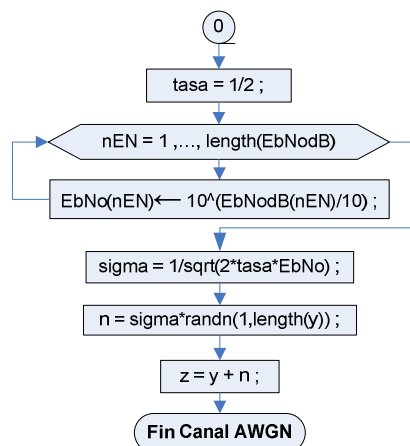 0
tasa = 1/2 ;
nEN = 1 ,…, length(EbNodB)
EbNo(nEN)⟵ 10^(EbNodB(nEN)/10) ;
sigma = 1/sqrt(2*tasa*EbNo) ;
n = sigma*randn(1,length(y)) ;
z = y + n ;
Fin Canal AWGN